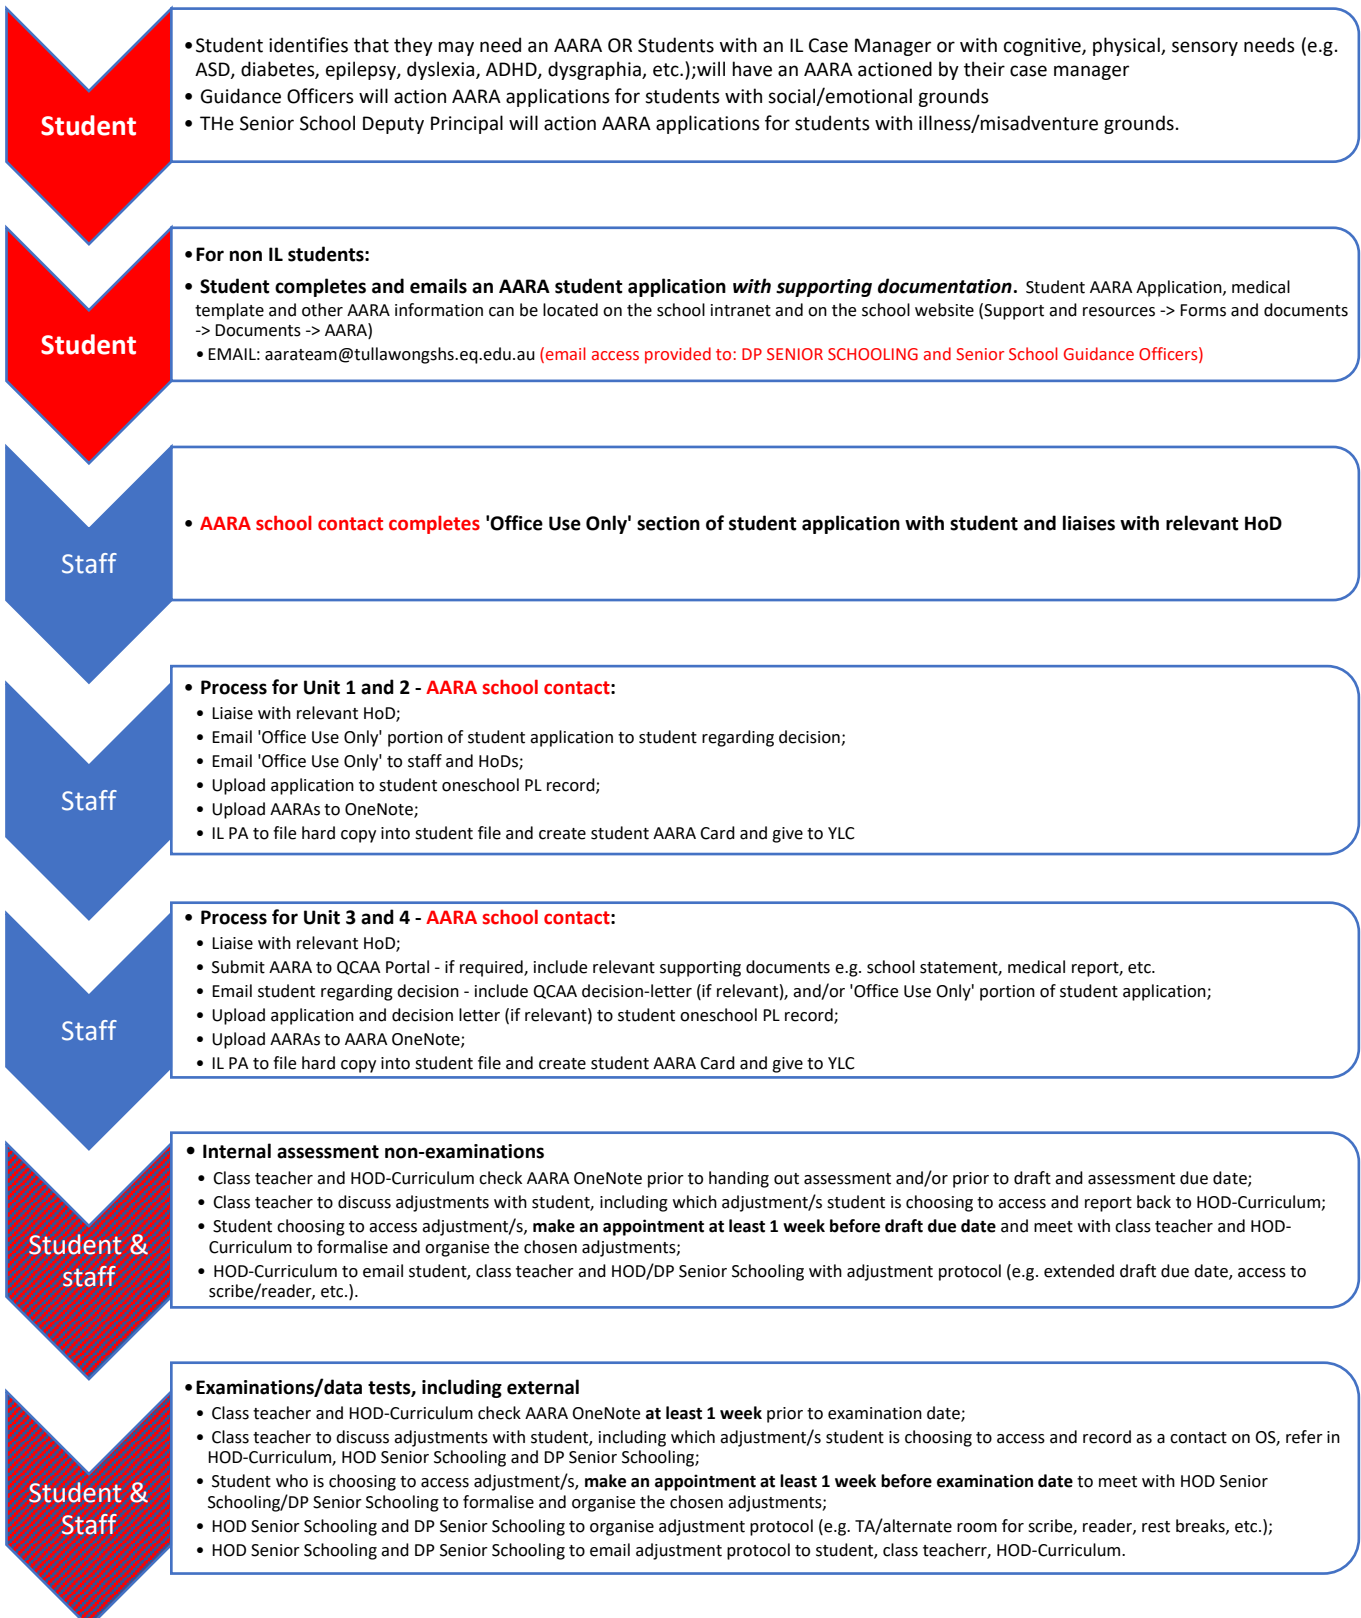 Student
•Student identifies that they may need an AARA OR Students with an IL Case Manager or with cognitive, physical, sensory needs (e.g.
ASD, diabetes, epilepsy, dyslexia, ADHD, dysgraphia, etc.);will have an AARA actioned by their case manager
• Guidance Officers will action AARA applications for students with social/emotional grounds
• THe Senior School Deputy Principal will action AARA applications for students with illness/misadventure grounds.
Student
•For non IL students:
• Student completes and emails an AARA student application with supporting documentation. Student AARA Application, medical
template and other AARA information can be located on the school intranet and on the school website (Support and resources -> Forms and documents
-> Documents -> AARA)
•EMAIL: aarateam@tullawongshs.eq.edu.au (email access provided to: DP SENIOR SCHOOLING and Senior School Guidance Officers)
Staff
• AARA school contact completes 'Office Use Only' section of student application with student and liaises with relevant HoD
Staff
• Process for Unit 1 and 2 - AARA school contact:
• Liaise with relevant HoD;
• Email 'Office Use Only' portion of student application to student regarding decision;
• Email 'Office Use Only' to staff and HoDs;
• Upload application to student oneschool PL record;
• Upload AARAs to OneNote;
• IL PA to file hard copy into student file and create student AARA Card and give to YLC
Staff
• Process for Unit 3 and 4 - AARA school contact:
• Liaise with relevant HoD;
• Submit AARA to QCAA Portal - if required, include relevant supporting documents e.g. school statement, medical report, etc.
• Email student regarding decision - include QCAA decision-letter (if relevant), and/or 'Office Use Only' portion of student application;
• Upload application and decision letter (if relevant) to student oneschool PL record;
• Upload AARAs to AARA OneNote;
• IL PA to file hard copy into student file and create student AARA Card and give to YLC
Student &
staff
• Internal assessment non-examinations
• Class teacher and HOD-Curriculum check AARA OneNote prior to handing out assessment and/or prior to draft and assessment due date;
• Class teacher to discuss adjustments with student, including which adjustment/s student is choosing to access and report back to HOD-Curriculum;
• Student choosing to access adjustment/s, make an appointment at least 1 week before draft due date and meet with class teacher and HOD-
Curriculum to formalise and organise the chosen adjustments;
• HOD-Curriculum to email student, class teacher and HOD/DP Senior Schooling with adjustment protocol (e.g. extended draft due date, access to
scribe/reader, etc.).
Student &
Staff
•Examinations/data tests, including external
• Class teacher and HOD-Curriculum check AARA OneNote at least 1 week prior to examination date;
• Class teacher to discuss adjustments with student, including which adjustment/s student is choosing to access and record as a contact on OS, refer in
HOD-Curriculum, HOD Senior Schooling and DP Senior Schooling;
• Student who is choosing to access adjustment/s, make an appointment at least 1 week before examination date to meet with HOD Senior
Schooling/DP Senior Schooling to formalise and organise the chosen adjustments;
• HOD Senior Schooling and DP Senior Schooling to organise adjustment protocol (e.g. TA/alternate room for scribe, reader, rest breaks, etc.);
• HOD Senior Schooling and DP Senior Schooling to email adjustment protocol to student, class teacherr, HOD-Curriculum.